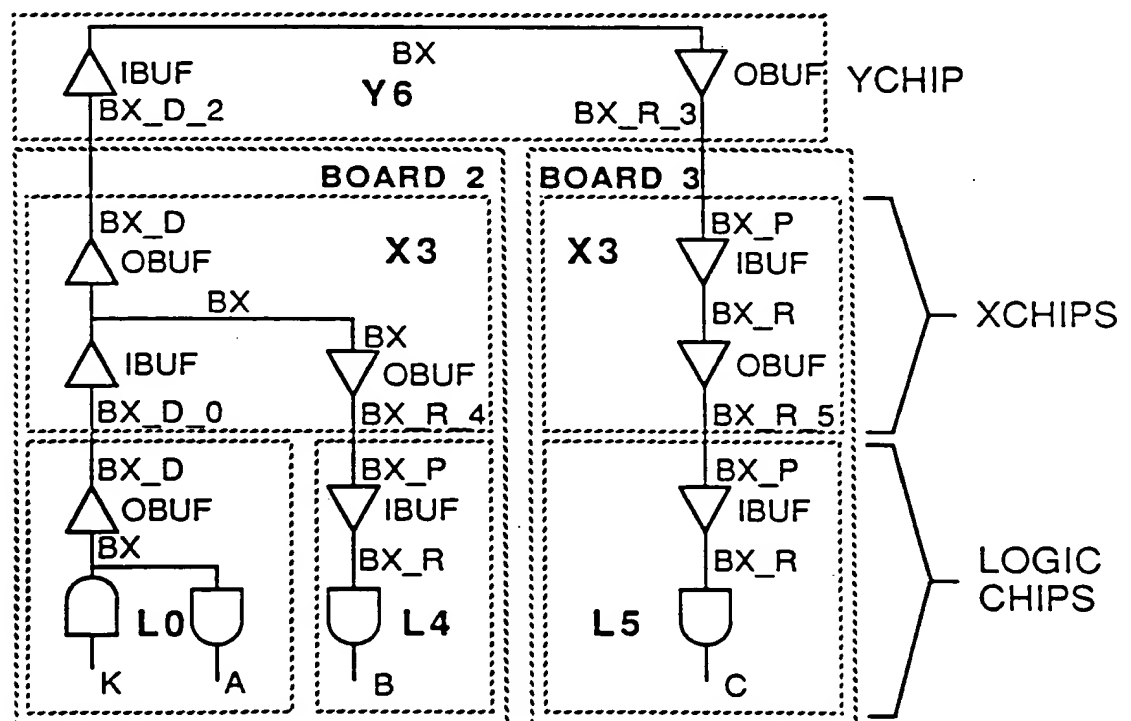 BX
IBUF
OBUF
YCHIP
Y6
BX_D_2
BX_R_3
BOARD 2
BOARD 3
BX_D
BX_P
OBUF
X3
X3
IBUF
BX
BX_R
XCHIPS
BX
IBUF
OBUF
OBUF
BX_D_0
BX_R_4
BX_R_5
BX_D
BX_P
BX_P
OBUF
IBUF
IBUF
BX
BX_R
BX_R
LOGIC
CHIPS
L0
L4
L5
K
A
B
C